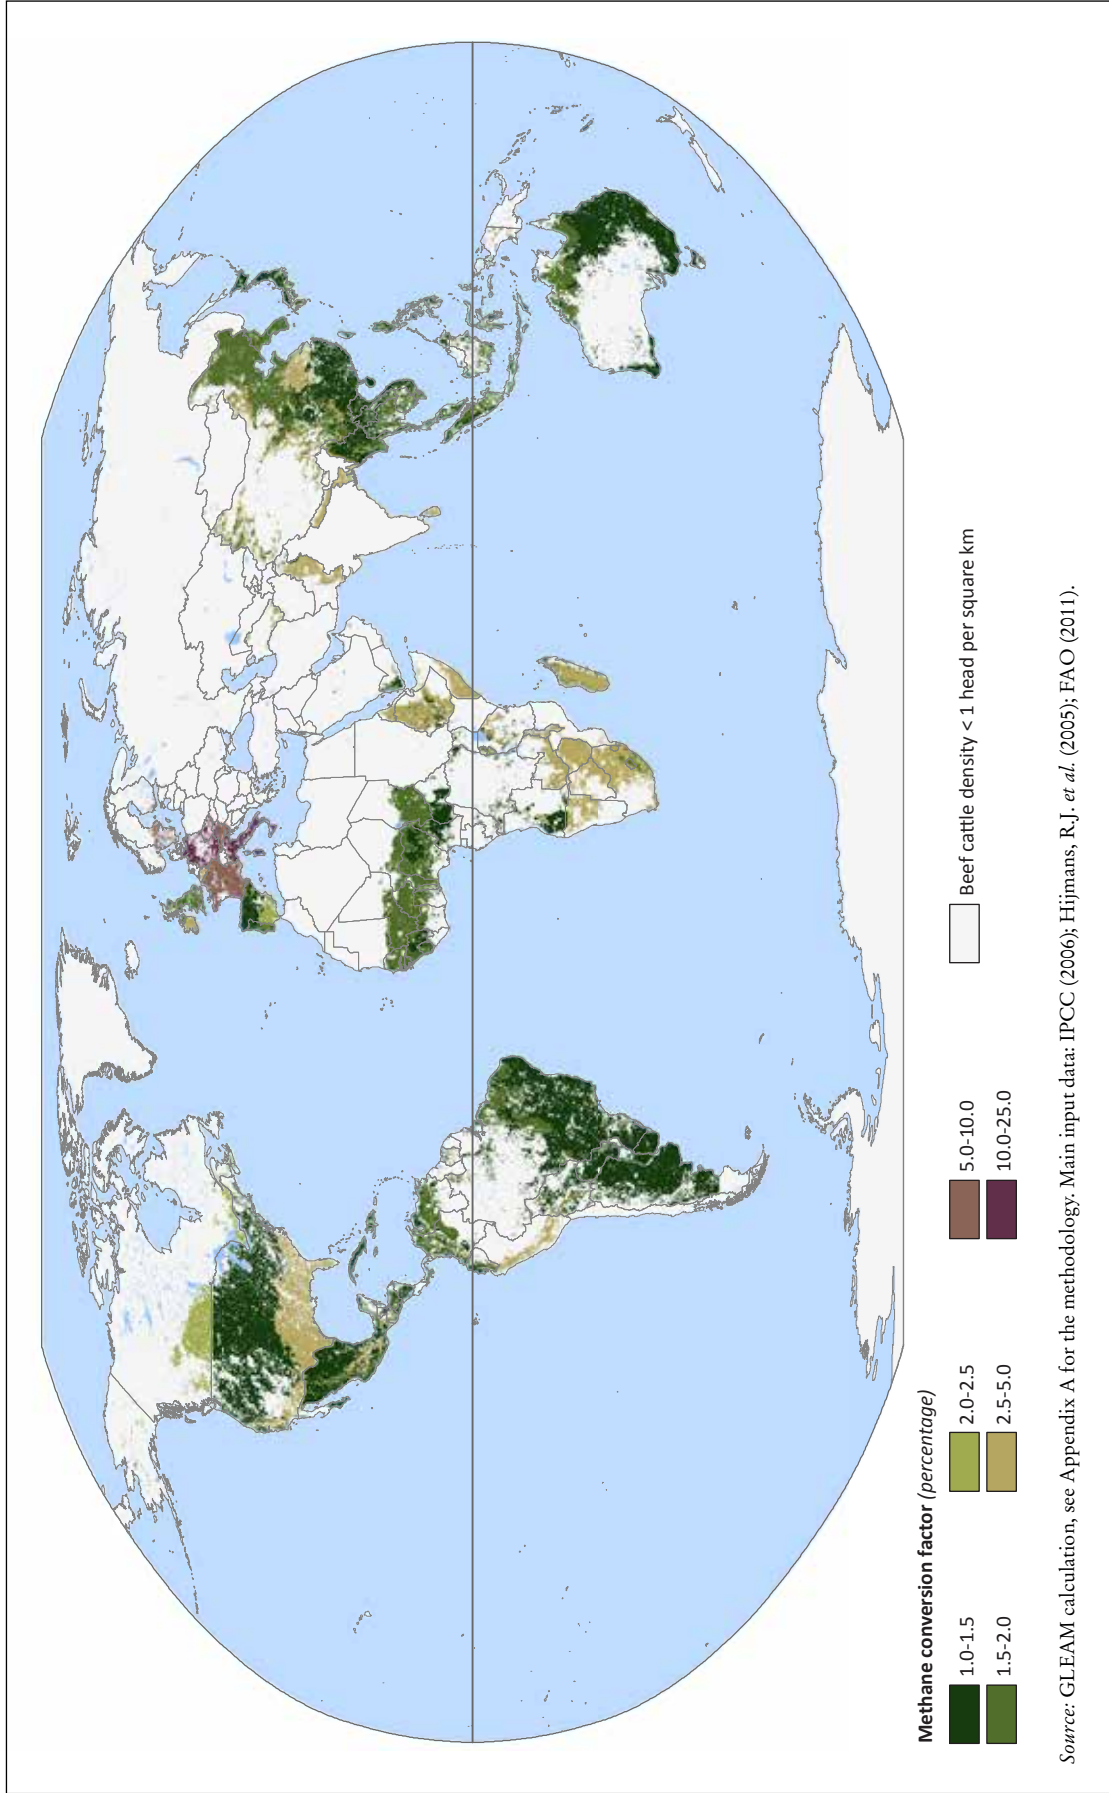 Methane conversion factor (percentage)
1.0-1.5
1.5-2.0
2.0-2.5
2.5-5.0
5.0-10.0
10.0-25.0
Beef cattle density < 1 head per square km
Source: GLEAM calculation, see Appendix A for the methodology. Main input data: IPCC (2006); Hijmans, R.J. et al. (2005); FAO (2011).